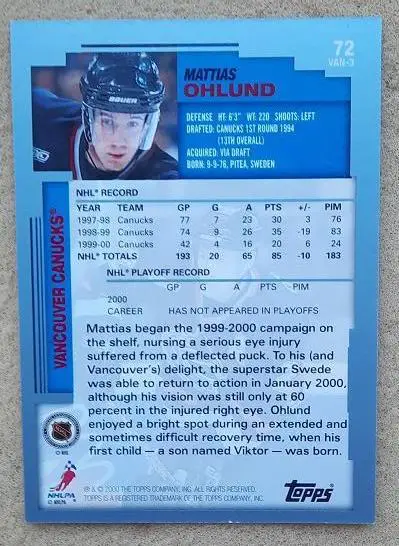 72
VAN-3
MATTIAS
OHLUND
BAUER
DEFENSE HT: 6'3" WT: 220 SHOOTS: LEFT
DRAFTED: CANUCKS 1ST ROUND 1994
(13TH OVERALL)
ACQUIRED: VIA DRAFT
BORN: 9-9-76, PITEA, SWEDEN
VANCOUVER CANUCKS®
NHL® RECORD
YEAR TEAM GP G A PTS +/- PIM
1997-98 Canucks 77 7 23 30 3 76
1998-99 Canucks 74 9 26 35 -19 83
1999-00 Canucks 42 4 16 20 6 24
NHL® TOTALS 193 20 65 85 -10 183
NHL® PLAYOFF RECORD
GP G A PTS PIM
2000
CAREER HAS NOT APPEARED IN PLAYOFFS
Mattias began the 1999-2000 campaign on
the shelf, nursing a serious eye injury
suffered from a deflected puck. To his (and
Vancouver's) delight, the superstar Swede
was able to return to action in January 2000,
although his vision was still only at 60
percent in the injured right eye. Ohlund
enjoyed a bright spot during an extended and
sometimes difficult recovery time, when his
first child — a son named Viktor — was born.
NHL
© NHL
NHLPA
© NHLPA
® & © 2000 THE TOPPS COMPANY, INC. ALL RIGHTS RESERVED.
TOPPS IS A REGISTERED TRADEMARK OF THE TOPPS COMPANY, INC.
TOPPS